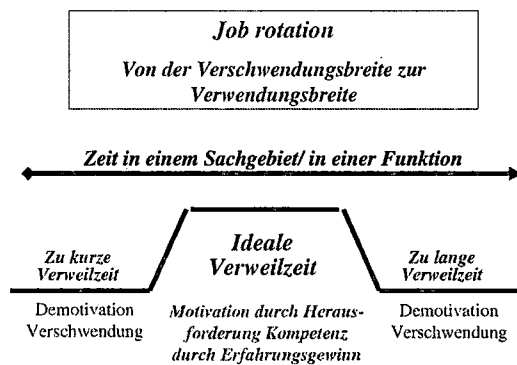 Job rotation
Von der Verschwendungsbreite zur
Verwendungsbreite
Zeit in einem Sachgebiet/ in einer Funktion
Zu kurze
Verweilzeit
Ideale
Verweilzeit
Zu lange
Verweilzeit
Demotivation
Verschwendung
Motivation durch Heraus-
forderung Kompetenz
durch Erfahrungsgewinn
Demotivation
Verschwendung